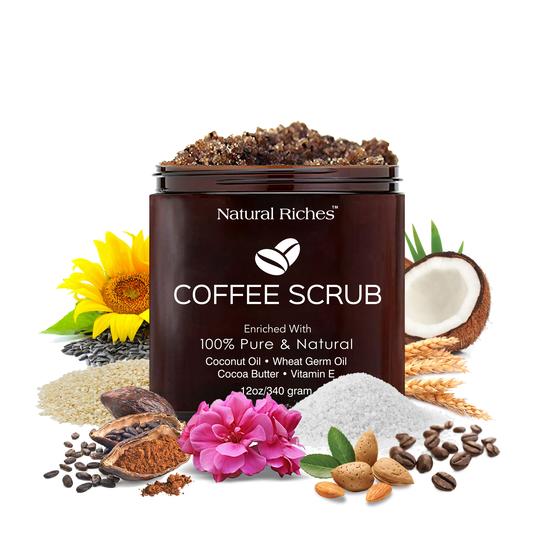 Natural Riches™
COFFEE SCRUB
Enriched With
100% Pure & Natural
Coconut Oil • Wheat Germ Oil
Cocoa Butter • Vitamin E
12oz/340 gram